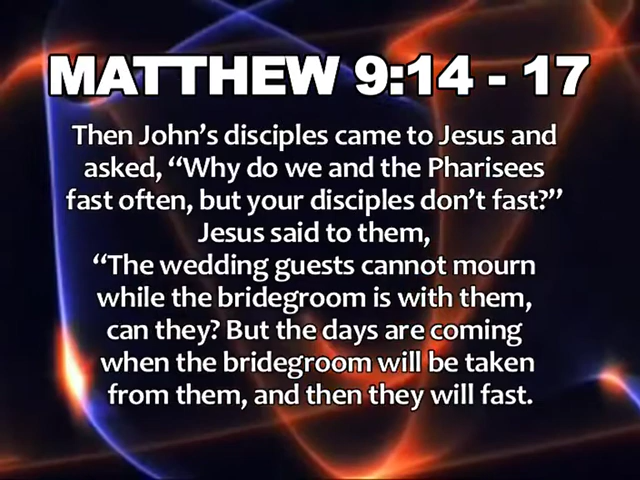 MATTHEW 9:14 - 17
Then John’s disciples came to Jesus and
asked, “Why do we and the Pharisees
fast often, but your disciples don’t fast?”
Jesus said to them,
“The wedding guests cannot mourn
while the bridegroom is with them,
can they? But the days are coming
when the bridegroom will be taken
from them, and then they will fast.